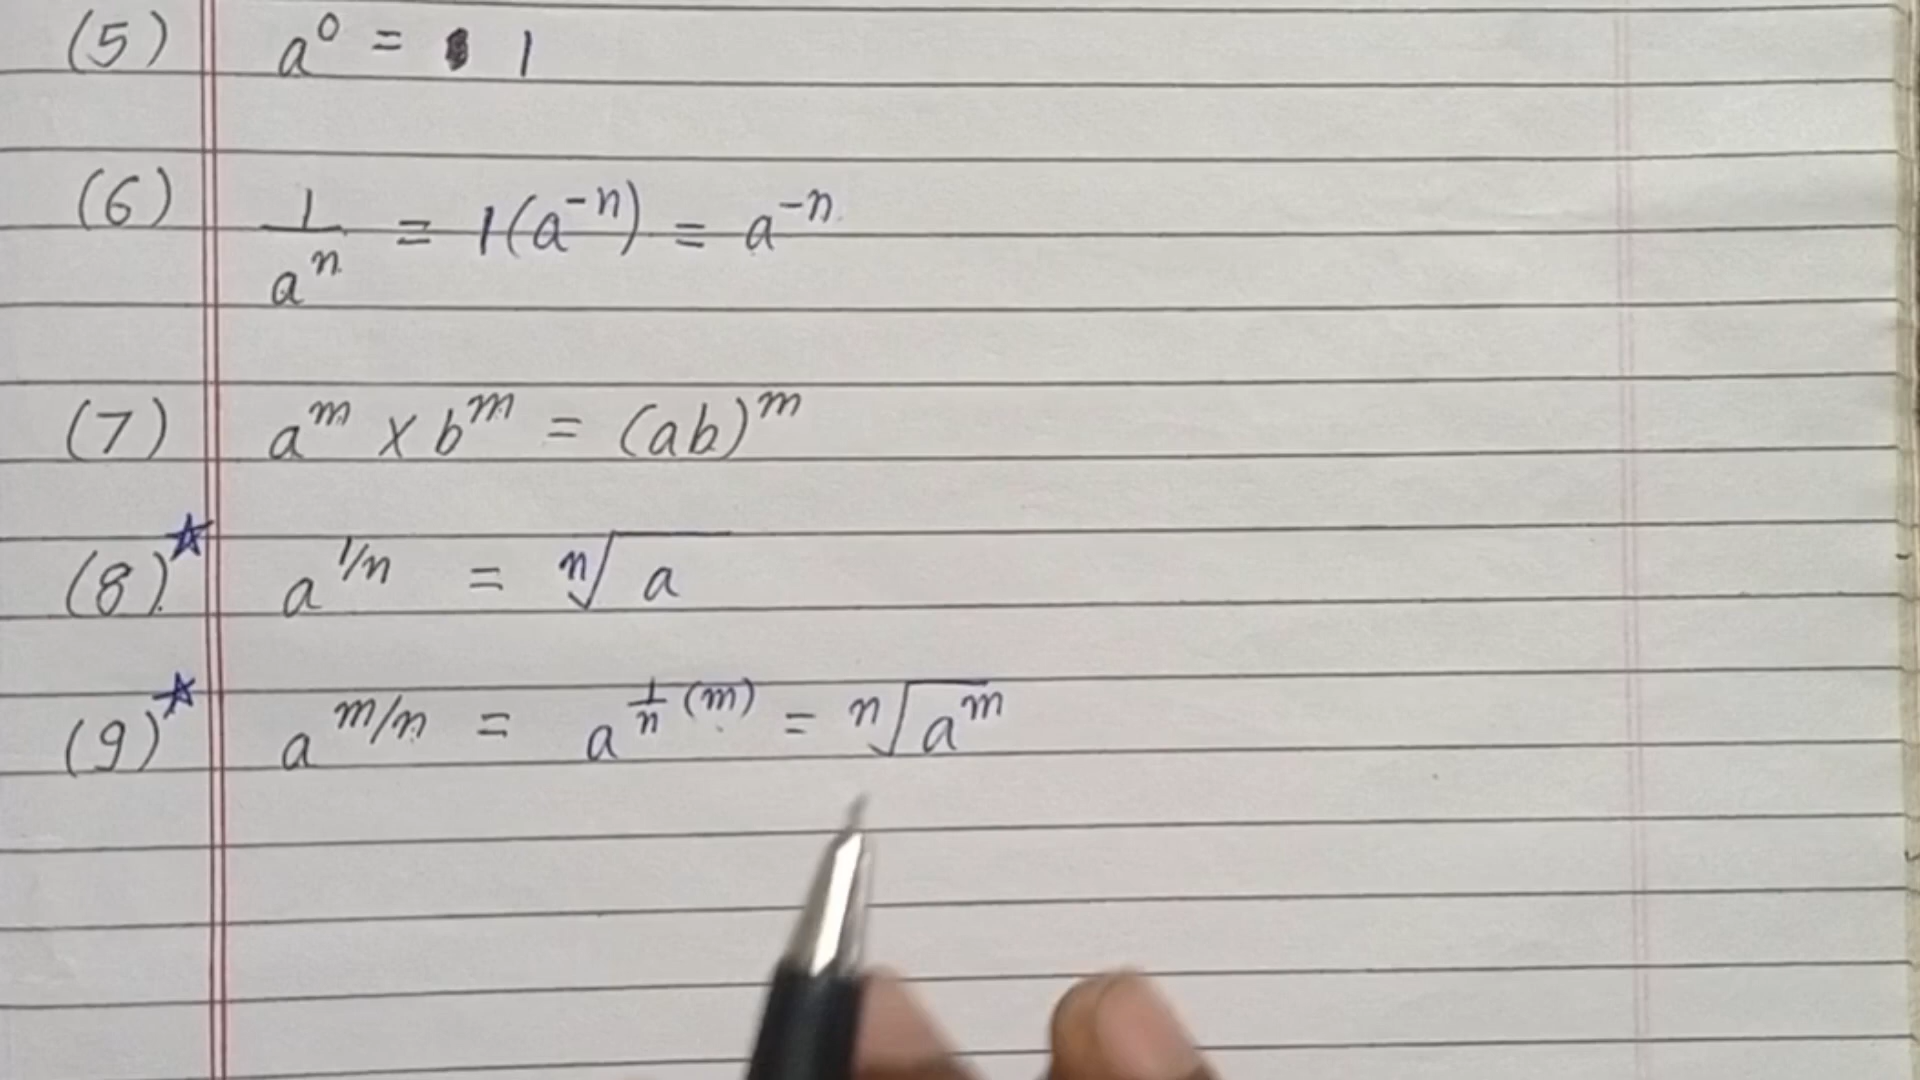 (5) a⁰ = 1
(6) 1/aⁿ = 1(a⁻ⁿ) = a⁻ⁿ
(7) aᵐ × bᵐ = (ab)ᵐ
(8)☆ a^1/n = ⁿ√a
(9)☆ a^m/n = a^(1/n (m)) = ⁿ√aᵐ